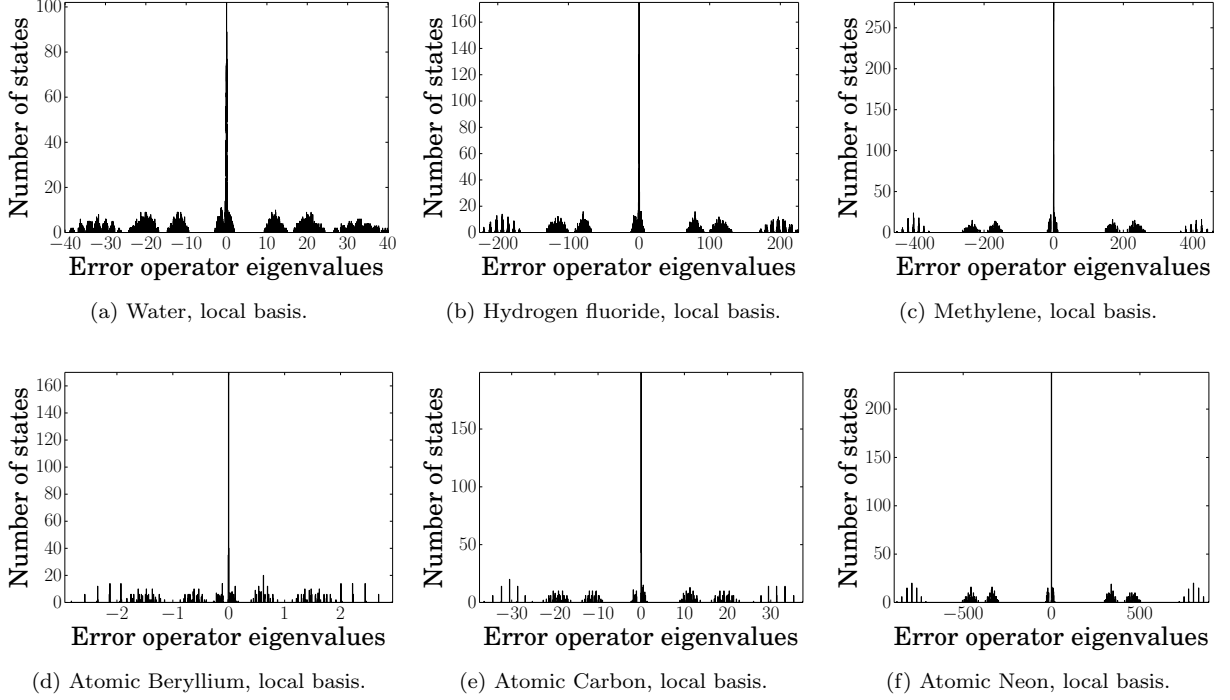 100
80
60
40
20
0
Number of states
−40 −30 −20 −10 0 10 20 30 40
Error operator eigenvalues
(a) Water, local basis.
160
140
120
100
80
60
40
20
0
Number of states
−200 −100 0 100 200
Error operator eigenvalues
(b) Hydrogen fluoride, local basis.
250
200
150
100
50
0
Number of states
−400 −200 0 200 400
Error operator eigenvalues
(c) Methylene, local basis.
160
140
120
100
80
60
40
20
0
Number of states
−2 −1 0 1 2
Error operator eigenvalues
(d) Atomic Beryllium, local basis.
150
100
50
0
Number of states
−30 −20 −10 0 10 20 30
Error operator eigenvalues
(e) Atomic Carbon, local basis.
200
150
100
50
0
Number of states
−500 0 500
Error operator eigenvalues
(f) Atomic Neon, local basis.